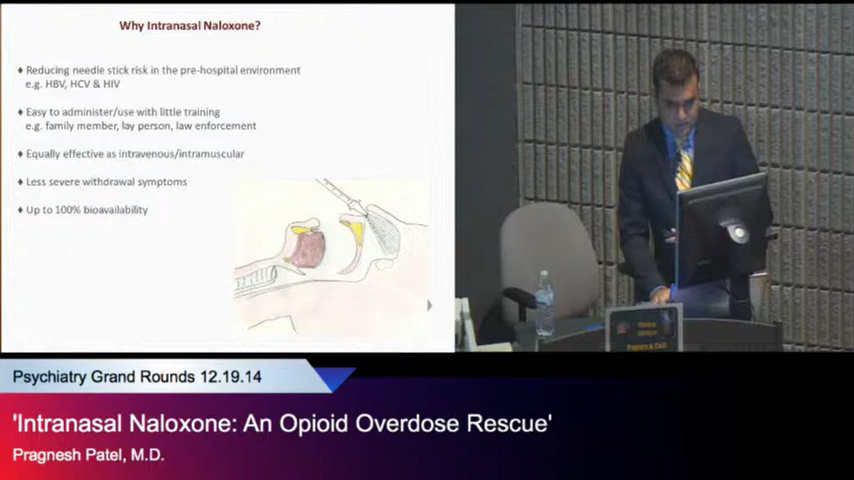 Why Intranasal Naloxone?
♦ Reducing needle stick risk in the pre-hospital environment
e.g. HBV, HCV & HIV
♦ Easy to administer/use with little training
e.g. family member, lay person, law enforcement
♦ Equally effective as intravenous/intramuscular
♦ Less severe withdrawal symptoms
♦ Up to 100% bioavailability
Psychiatry Grand Rounds 12.19.14
'Intranasal Naloxone: An Opioid Overdose Rescue'
Pragnesh Patel, M.D.